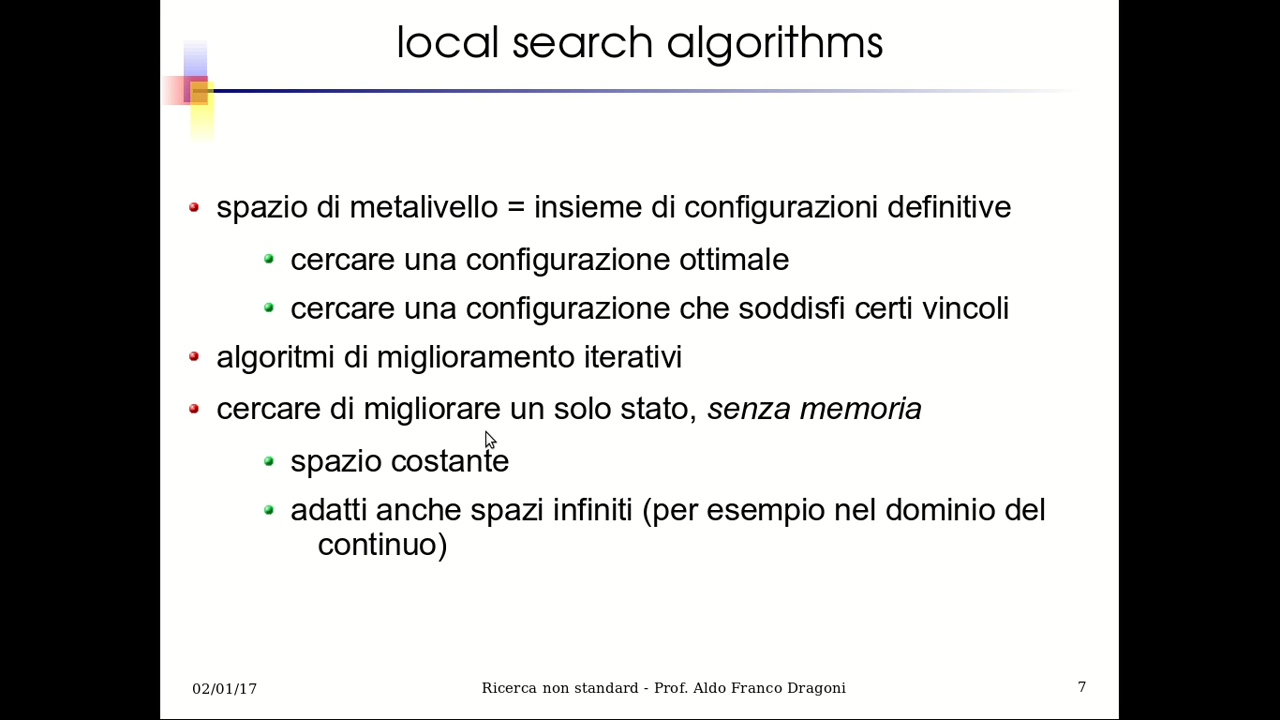 local search algorithms
spazio di metalivello = insieme di configurazioni definitive
cercare una configurazione ottimale
cercare una configurazione che soddisfi certi vincoli
algoritmi di miglioramento iterativi
cercare di migliorare un solo stato, senza memoria
spazio costante
adatti anche spazi infiniti (per esempio nel dominio del
continuo)
02/01/17
Ricerca non standard - Prof. Aldo Franco Dragoni
7